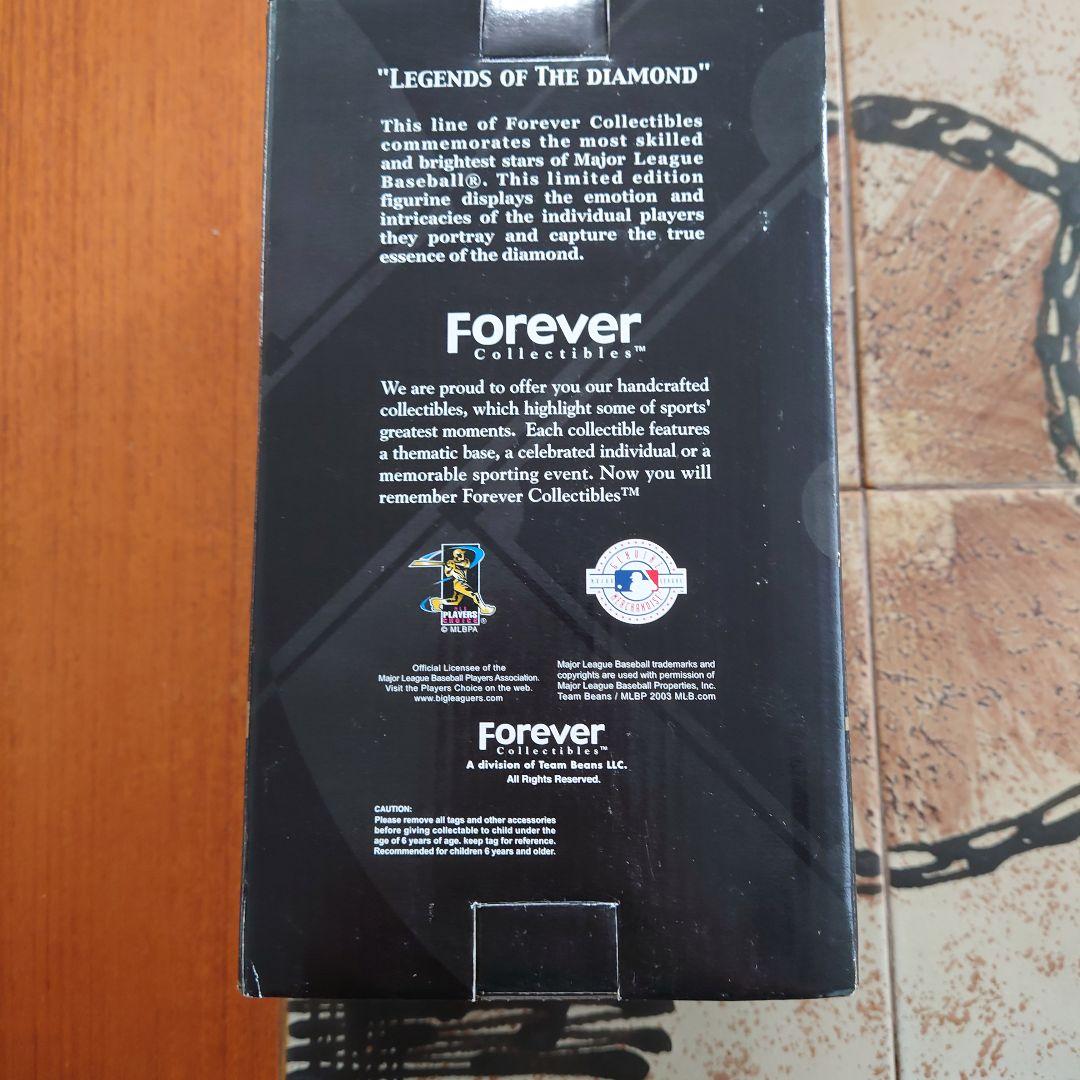 "LEGENDS OF THE DIAMOND"
This line of Forever Collectibles
commemorates the most skilled
and brightest stars of Major League
Baseball®. This limited edition
figurine displays the emotion and
intricacies of the individual players
they portray and capture the true
essence of the diamond.
Forever
Collectibles™
We are proud to offer you our handcrafted
collectibles, which highlight some of sports'
greatest moments. Each collectible features
a thematic base, a celebrated individual or a
memorable sporting event. Now you will
remember Forever Collectibles™
MLB
PLAYERS
CHOICE®
© MLBPA
GENUINE
MAJOR LEAGUE
MERCHANDISE
Official Licensee of the
Major League Baseball Players Association.
Visit the Players Choice on the web.
www.bigleaguers.com
Major League Baseball trademarks and
copyrights are used with permission of
Major League Baseball Properties, Inc.
Team Beans / MLBP 2003 MLB.com
Forever
Collectibles™
A division of Team Beans LLC.
All Rights Reserved.
CAUTION:
Please remove all tags and other accessories
before giving collectable to child under the
age of 6 years of age. keep tag for reference.
Recommended for children 6 years and older.